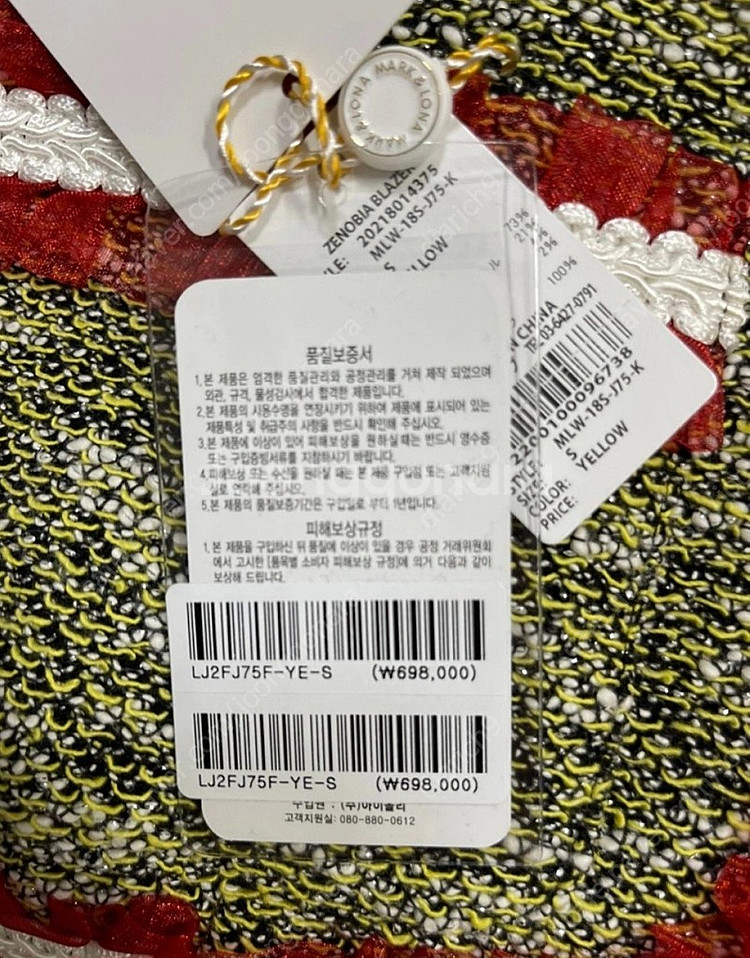 MARK & LONA MARK & LONA
ZENOBIA BLAZER
20218014375
MLW-18S-J75-K
S
YELLOW
73%
21%
2%
100%
CHINA
03-6427-0791
2200100096738
STYLE: MLW-18S-J75-K
SIZE: S
COLOR: YELLOW
PRICE:
품질보증서
1. 본 제품은 엄격한 품질관리와 공정관리를 거쳐 제작 되었으며
외관, 규격, 물성검사에서 합격한 제품입니다.
2. 본 제품의 사용수명을 연장시키기 위하여 제품에 표시되어 있는
제품특성 및 취급주의 사항을 반드시 확인해 주십시오.
3. 본 제품에 이상이 있어 피해보상을 원하실 때는 반드시 영수증
또는 구입증빙서류를 지참하시기 바랍니다.
4. 피해보상 또는 수선을 원하실 때는 본 제품 구입점 또는 고객지원
실로 연락해 주십시오.
5. 본 제품의 품질보증기간은 구입일로 부터 1년입니다.
피해보상규정
1. 본 제품을 구입하신 뒤 품질에 이상이 있을 경우 공정 거래위원회
에서 고시한 [품목별 소비자 피해보상 규정]에 의거 다음과 같이
보상해 드립니다.
LJ2FJ75F-YE-S (₩698,000)
LJ2FJ75F-YE-S (₩698,000)
고객지원실: 080-880-0612